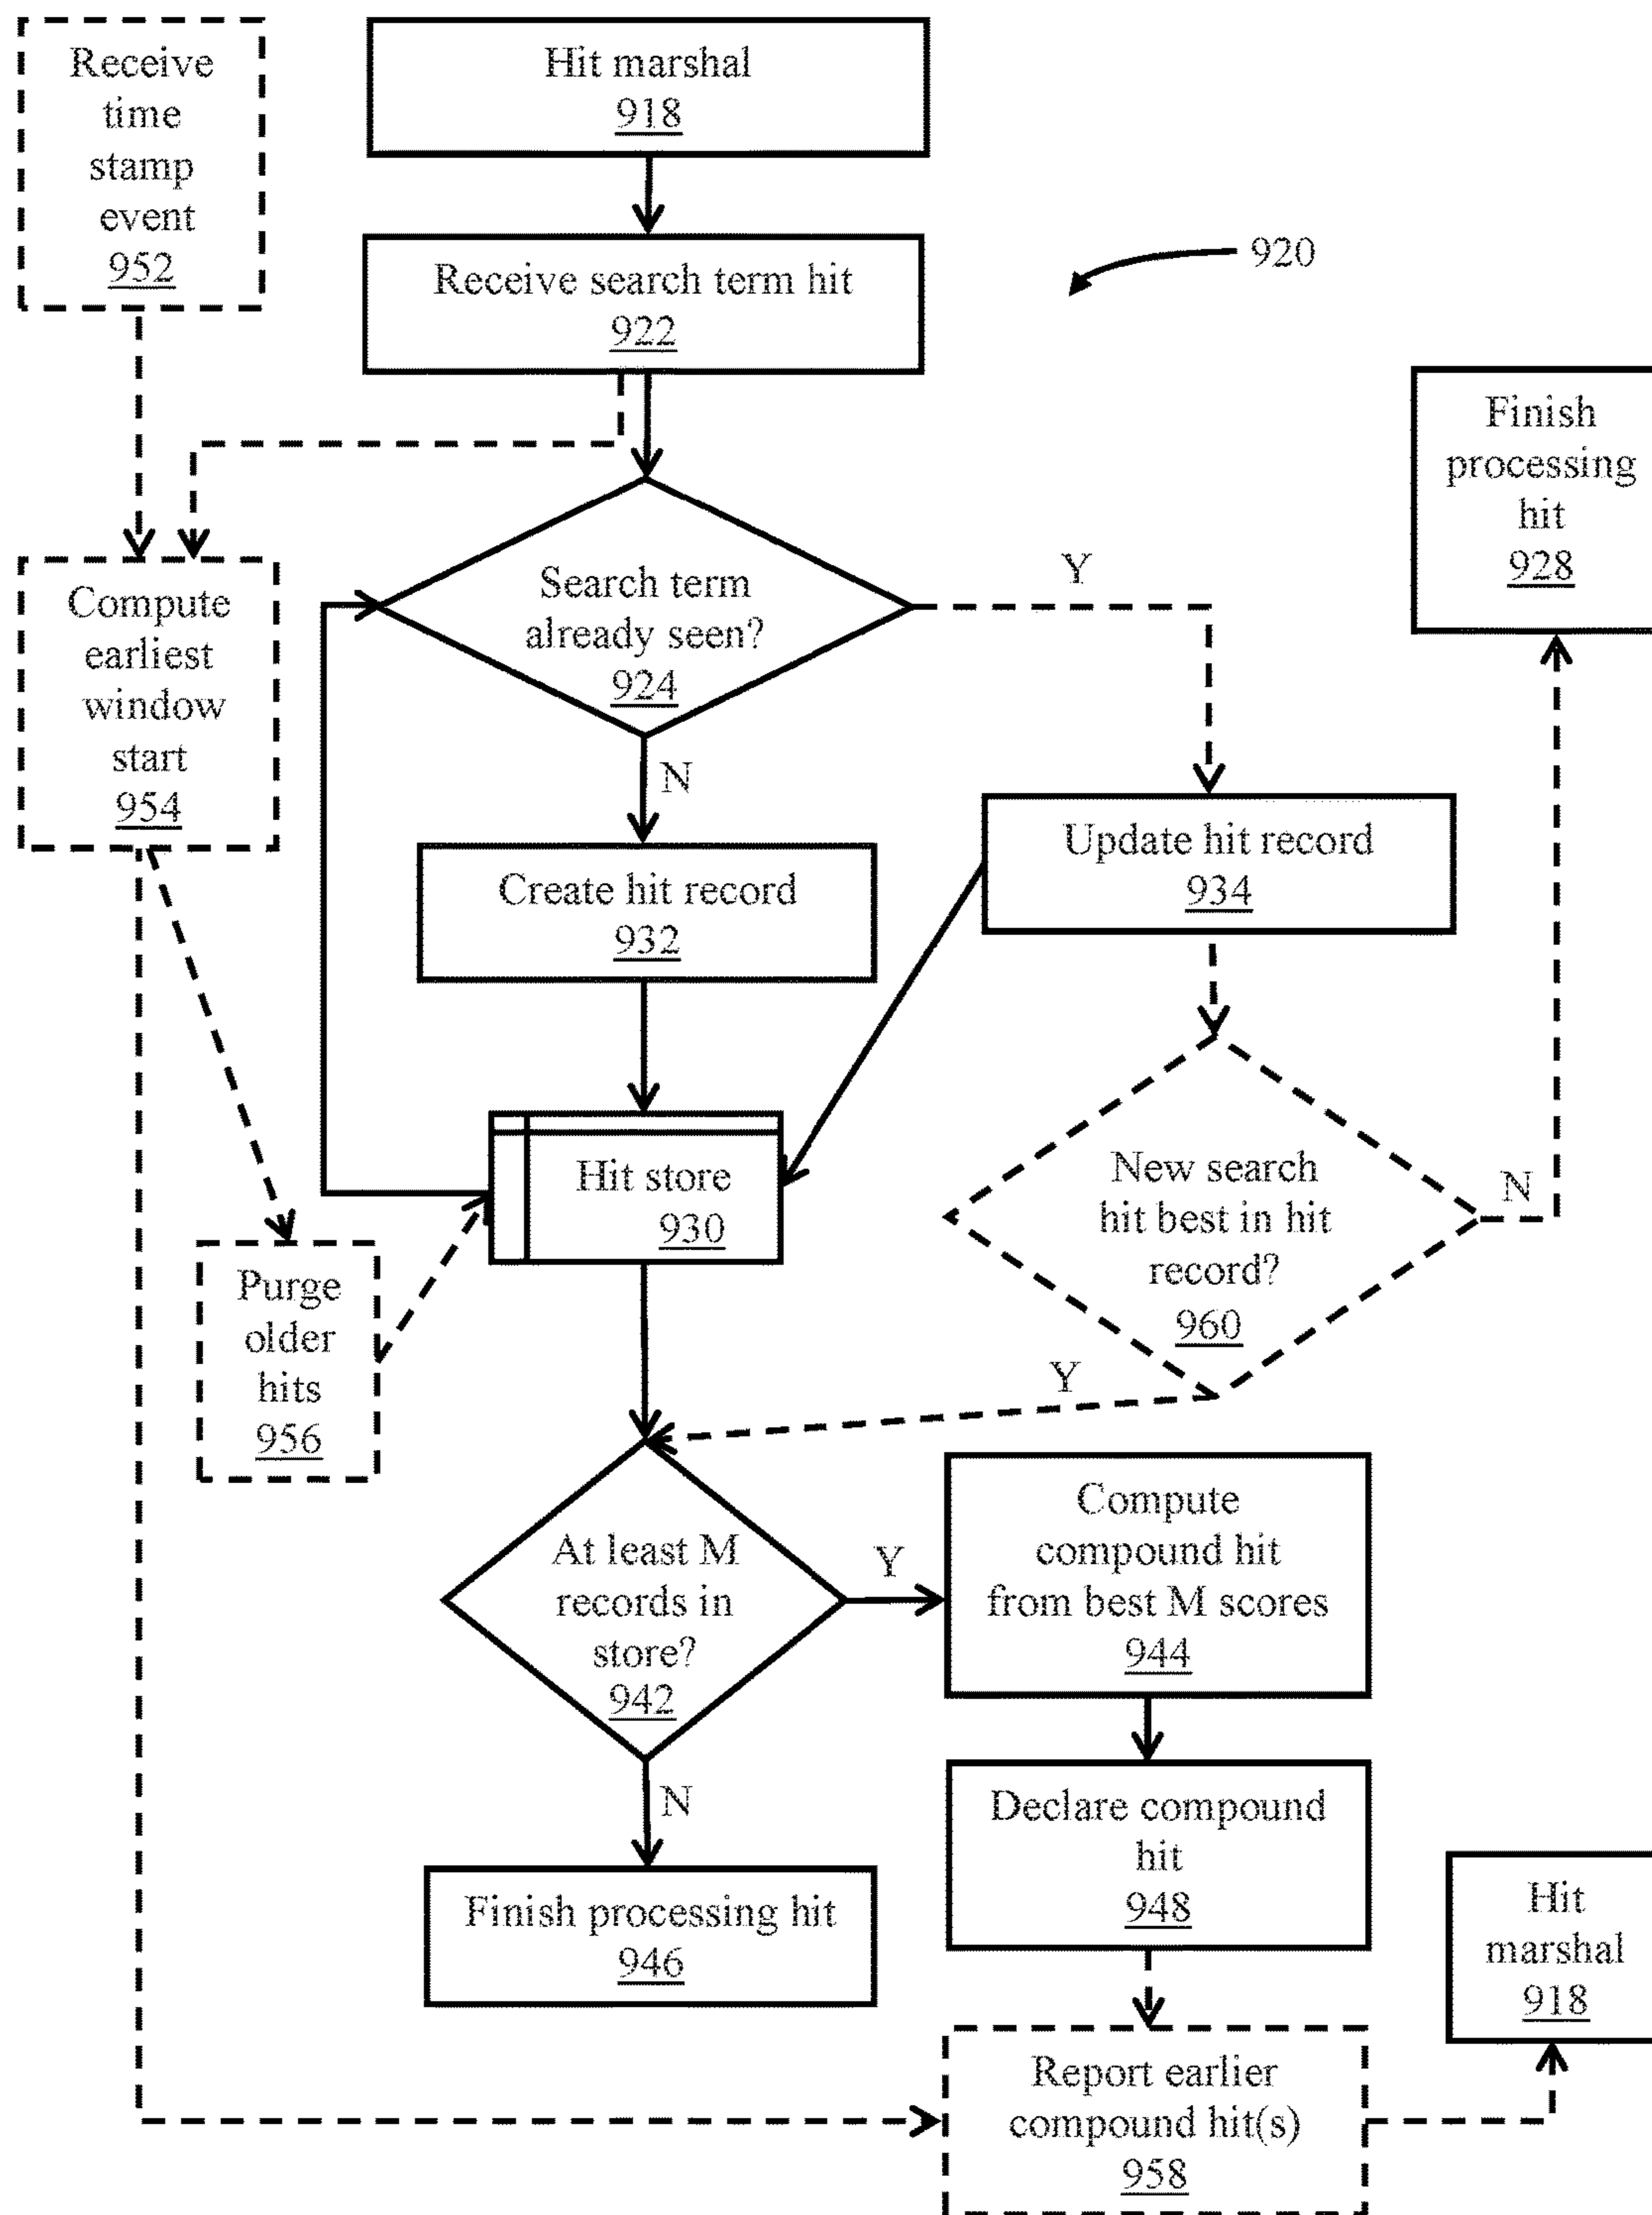 Receive
time
stamp
event
952
Hit marshal
918
Receive search term hit
922
920
Finish
processing
hit
928
Search term
already seen?
924
Y
N
Compute
earliest
window
start
954
Create hit record
932
Update hit record
934
Hit store
930
New search
hit best in hit
record?
960
N
Y
Purge
older
hits
956
At least M
records in
store?
942
Y
N
Compute
compound hit
from best M scores
944
Declare compound
hit
948
Finish processing hit
946
Hit
marshal
918
Report earlier
compound hit(s)
958